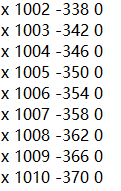 x 1002 -338 0
x 1003 -342 0
x 1004 -346 0
x 1005 -350 0
x 1006 -354 0
x 1007 -358 0
x 1008 -362 0
x 1009 -366 0
x 1010 -370 0